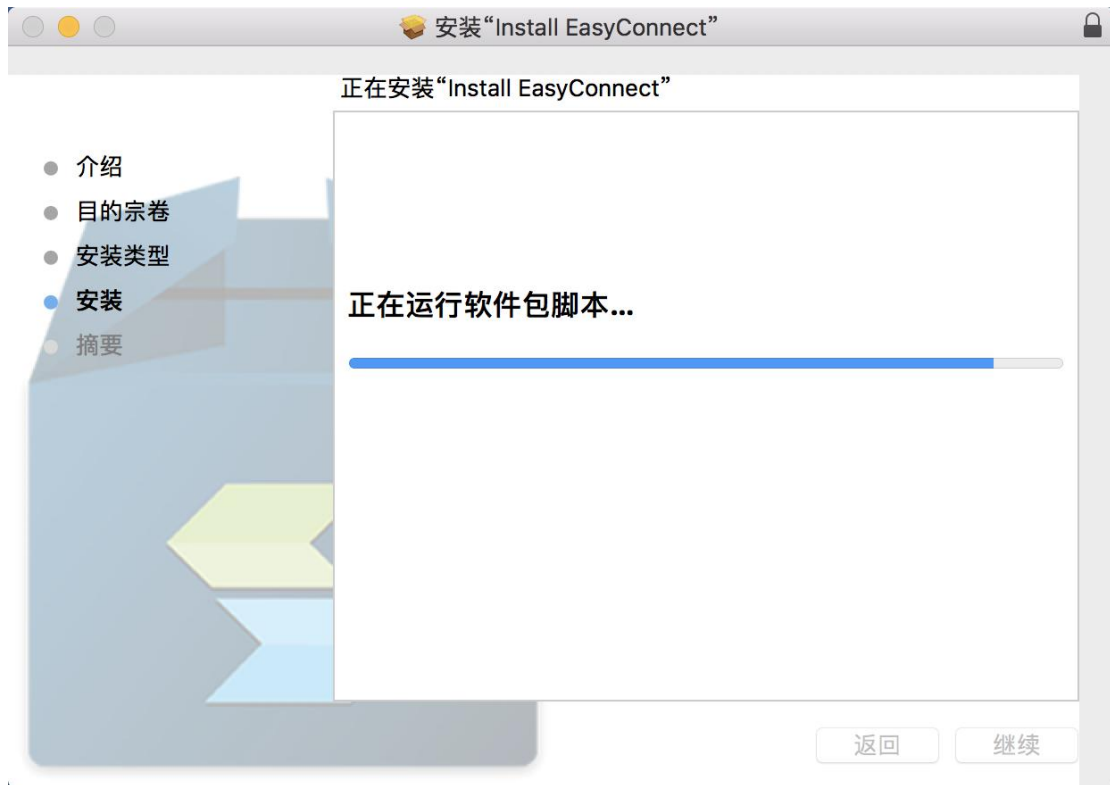 安装“Install EasyConnect”
正在安装“Install EasyConnect”
介绍
目的宗卷
安装类型
安装
摘要
正在运行软件包脚本...
返回
继续